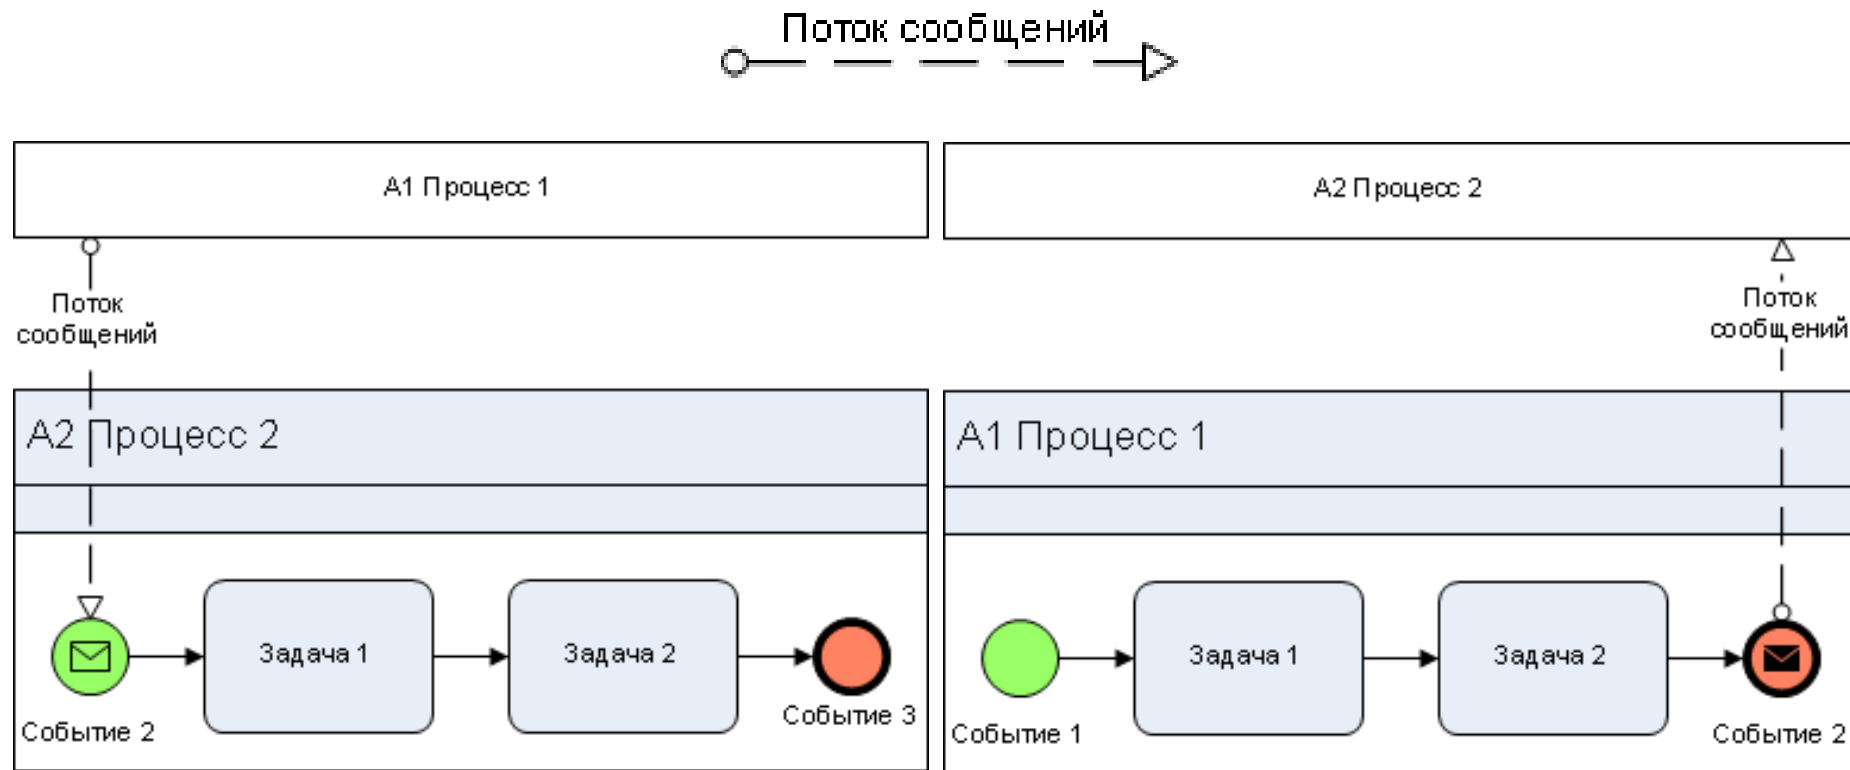 Поток сообщений
А1 Процесс 1
А2 Процесс 2
Поток
сообщений
Поток
сообщений
А2 Процесс 2
А1 Процесс 1
Задача 1
Задача 2
Событие 2
Событие 3
Задача 1
Задача 2
Событие 1
Событие 2